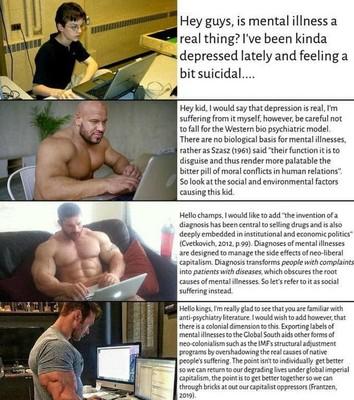 Hey guys, is mental illness a
real thing? I've been kinda
depressed lately and feeling a
bit suicidal....
Hey kid, I would say that depression is real, I'm
suffering from it myself, however, be careful not
to fall for the Western bio psychiatric model.
There are no biological basis for mental illnesses,
rather as Szasz (1961) said "their function it is to
disguise and thus render more palatable the
bitter pill of moral conflicts in human relations".
So look at the social and environmental factors
causing this kid.
Hello champs, I would like to add "the invention of a
diagnosis has been central to selling drugs and is also
deeply embedded in institutional and economic politics"
(Cvetkovich, 2012, p.99). Diagnoses of mental illnesses
are designed to manage the side effects of neo-liberal
capitalism. Diagnosis transforms people with complaints
into patients with diseases, which obscures the root
causes of mental illnesses. So let's refer to it as social
suffering instead.
Hello kings, I'm really glad to see that you are familiar with
anti-psychiatry literature. I would wish to add however, that
there is a colonial dimension to this. Exporting labels of
mental illnesses to the Global South aids other forms of
neo-colonialism such as the IMF's structural adjustment
programs by overshadowing the real causes of native
people's suffering. The point isn't to individually get better
so we can return to our degrading lives under global imperial
capitalism, the point is to get better together so we can
through bricks at our capitalist oppressors (Frantzen,
2019).